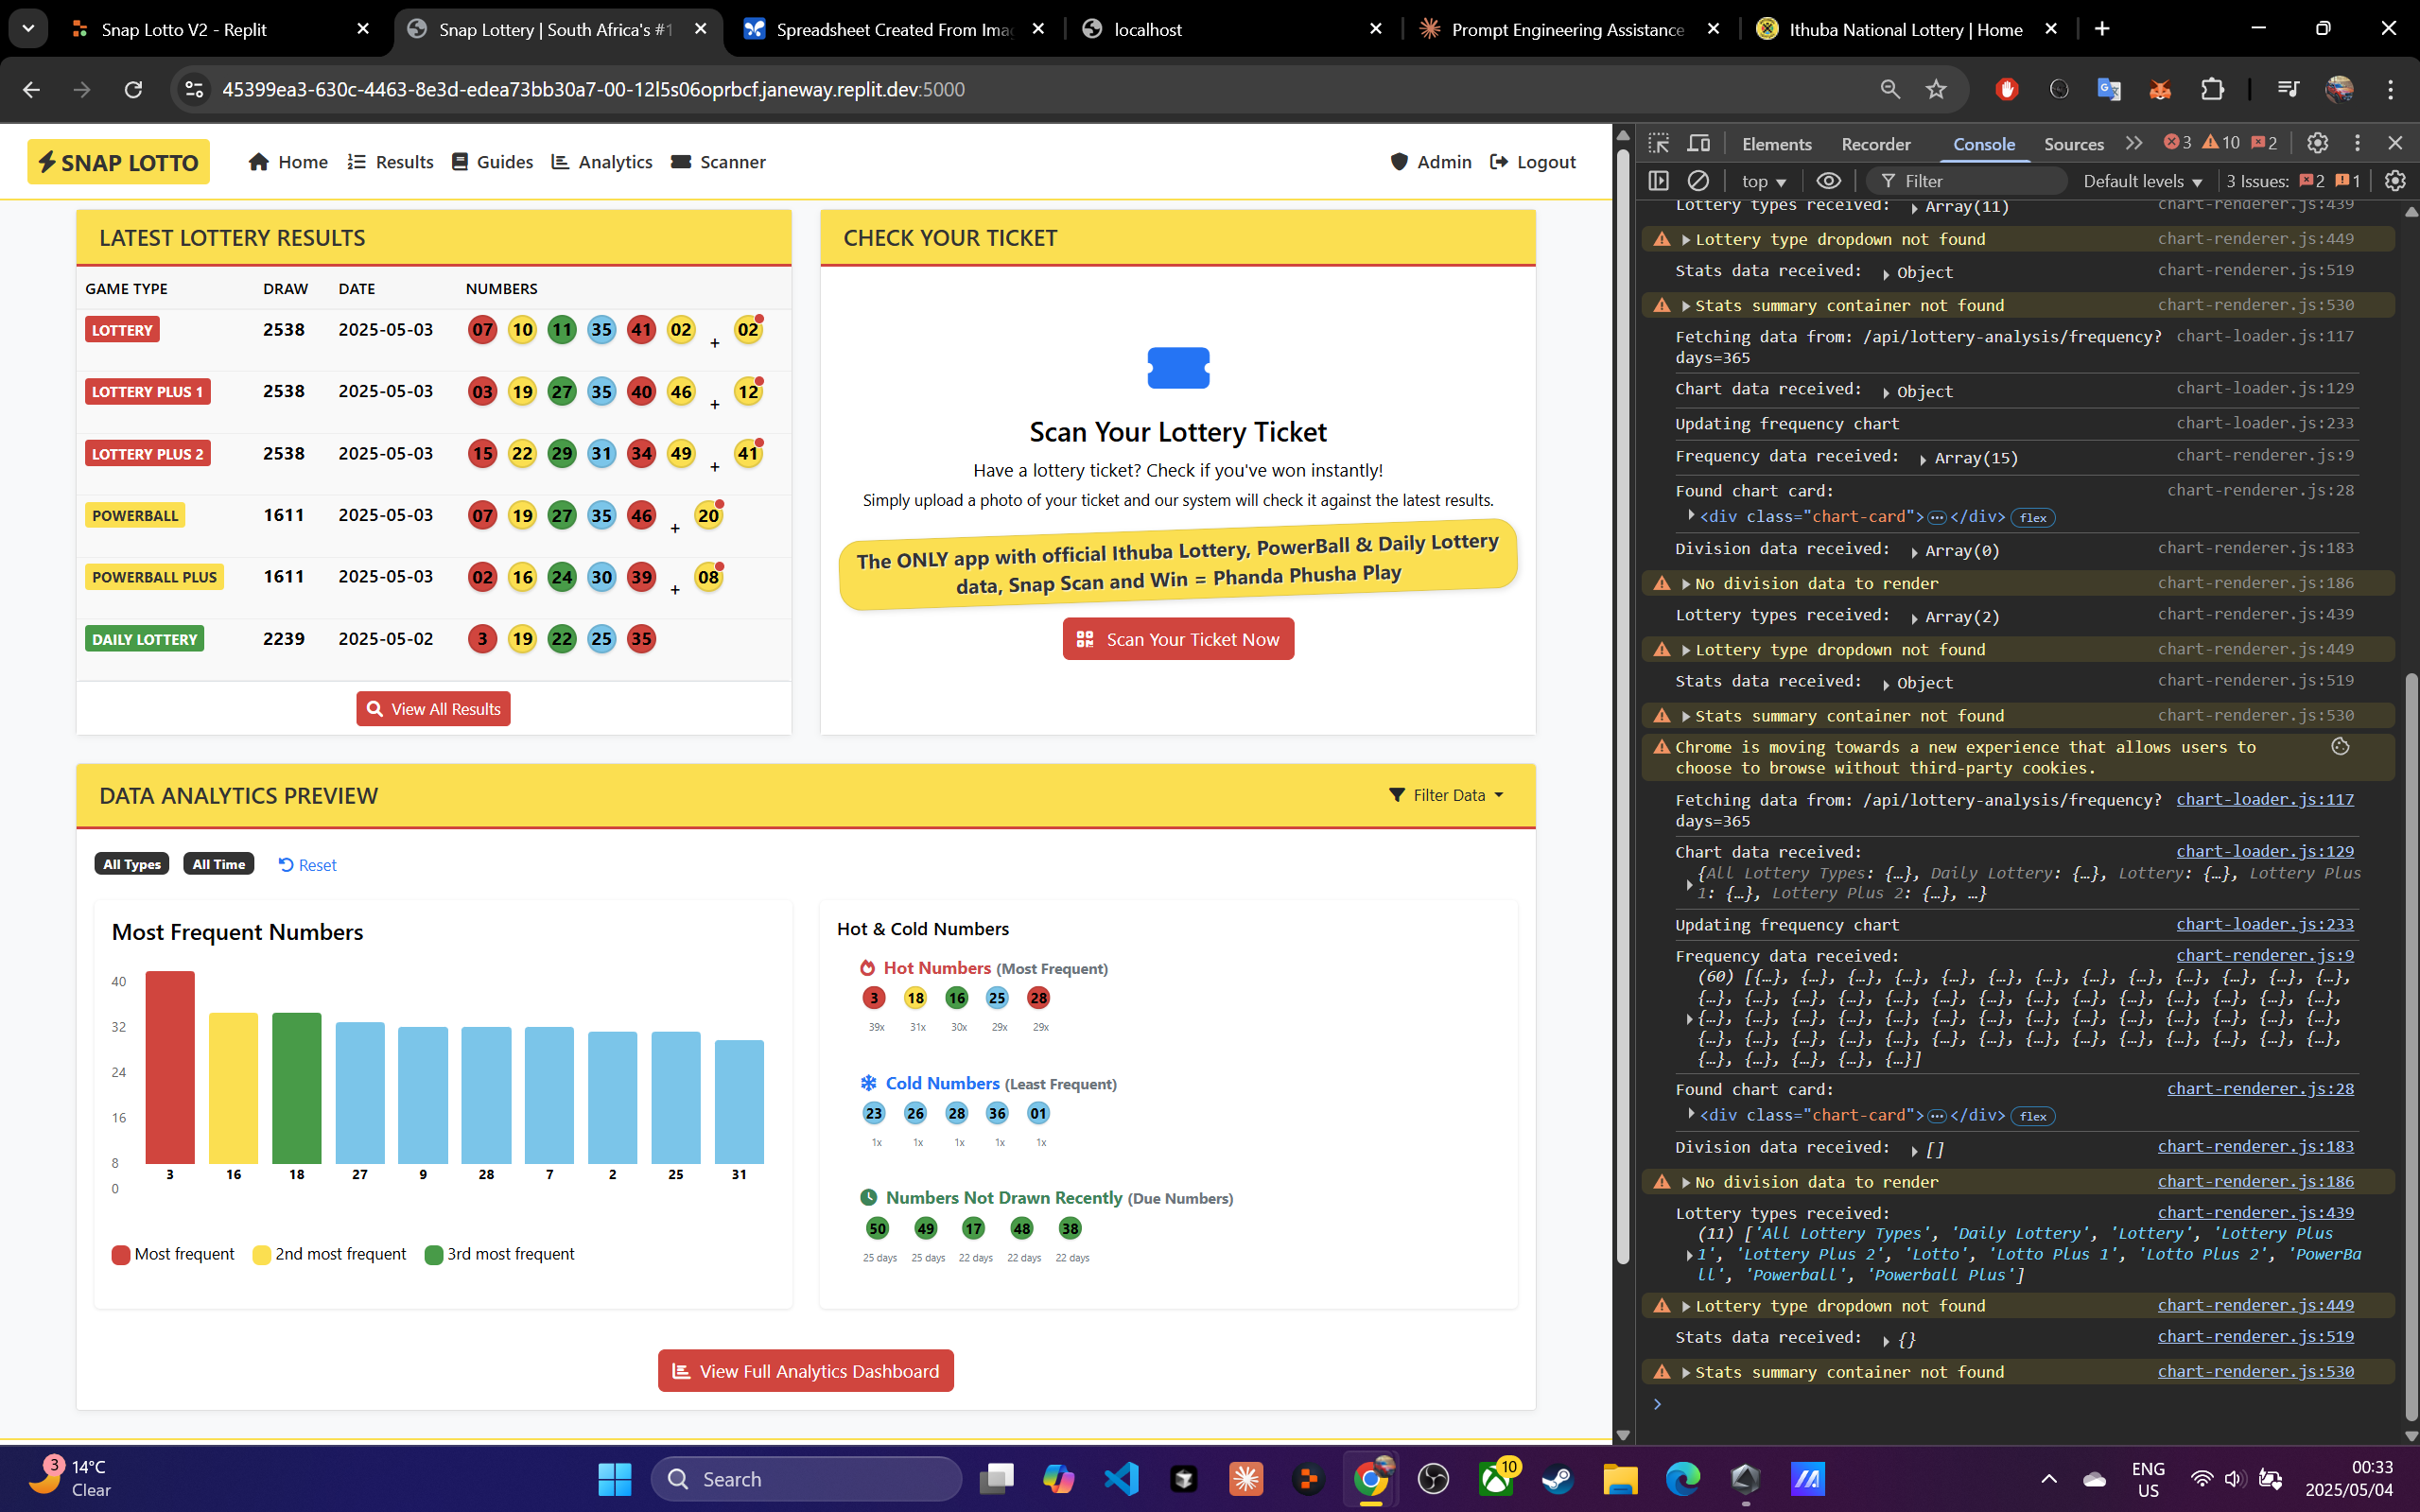 Snap Lotto V2 - Replit
Snap Lottery | South Africa's #1
Spreadsheet Created From Ima
localhost
Prompt Engineering Assistance
Ithuba National Lottery | Home
45399ea3-630c-4463-8e3d-edea73bb30a7-00-12l5s06oprbcf.janeway.replit.dev:5000
SNAP LOTTO
Home
Results
Guides
Analytics
Scanner
Admin
Logout
LATEST LOTTERY RESULTS
GAME TYPE DRAW DATE NUMBERS
LOTTERY 2538 2025-05-03 07 10 11 35 41 02 + 02
LOTTERY PLUS 1 2538 2025-05-03 03 19 27 35 40 46 + 12
LOTTERY PLUS 2 2538 2025-05-03 15 22 29 31 34 49 + 41
POWERBALL 1611 2025-05-03 07 19 27 35 46 + 20
POWERBALL PLUS 1611 2025-05-03 02 16 24 30 39 + 08
DAILY LOTTERY 2239 2025-05-02 3 19 22 25 35
View All Results
CHECK YOUR TICKET
Scan Your Lottery Ticket
Have a lottery ticket? Check if you've won instantly!
Simply upload a photo of your ticket and our system will check it against the latest results.
The ONLY app with official Ithuba Lottery, PowerBall & Daily Lottery
data, Snap Scan and Win = Phanda Phusha Play
Scan Your Ticket Now
DATA ANALYTICS PREVIEW
Filter Data
All Types All Time Reset
Most Frequent Numbers
40
32
24
16
8
0
3 16 18 27 9 28 7 2 25 31
Most frequent 2nd most frequent 3rd most frequent
Hot & Cold Numbers
Hot Numbers (Most Frequent)
3 18 16 25 28
39x 31x 30x 29x 29x
Cold Numbers (Least Frequent)
23 26 28 36 01
1x 1x 1x 1x 1x
Numbers Not Drawn Recently (Due Numbers)
50 49 17 48 38
25 days 25 days 22 days 22 days 22 days
View Full Analytics Dashboard
Elements Recorder Console Sources 3 10 2
top Filter Default levels 3 Issues: 2 1
Lottery types received: Array(11) chart-renderer.js:439
Lottery type dropdown not found chart-renderer.js:449
Stats data received: Object chart-renderer.js:519
Stats summary container not found chart-renderer.js:530
Fetching data from: /api/lottery-analysis/frequency? chart-loader.js:117
days=365
Chart data received: Object chart-loader.js:129
Updating frequency chart chart-loader.js:233
Frequency data received: Array(15) chart-renderer.js:9
Found chart card: chart-renderer.js:28
<div class="chart-card">…</div> flex
Division data received: Array(0) chart-renderer.js:183
No division data to render chart-renderer.js:186
Lottery types received: Array(2) chart-renderer.js:439
Lottery type dropdown not found chart-renderer.js:449
Stats data received: Object chart-renderer.js:519
Stats summary container not found chart-renderer.js:530
Chrome is moving towards a new experience that allows users to
choose to browse without third-party cookies.
Fetching data from: /api/lottery-analysis/frequency? chart-loader.js:117
days=365
Chart data received: chart-loader.js:129
{All Lottery Types: {…}, Daily Lottery: {…}, Lottery: {…}, Lottery Plus
1: {…}, Lottery Plus 2: {…}, …}
Updating frequency chart chart-loader.js:233
Frequency data received: chart-renderer.js:9
(60) [{…}, {…}, {…}, {…}, {…}, {…}, {…}, {…}, {…}, {…}, {…}, {…}, {…},
{…}, {…}, {…}, {…}, {…}, {…}, {…}, {…}, {…}, {…}, {…}, {…}, {…}, {…},
{…}, {…}, {…}, {…}, {…}, {…}, {…}, {…}, {…}, {…}, {…}, {…}, {…}, {…},
{…}, {…}, {…}, {…}, {…}, {…}, {…}, {…}, {…}, {…}, {…}, {…}, {…}, {…},
{…}, {…}, {…}, {…}, {…}]
Found chart card: chart-renderer.js:28
<div class="chart-card">…</div> flex
Division data received: [] chart-renderer.js:183
No division data to render chart-renderer.js:186
Lottery types received: chart-renderer.js:439
(11) ['All Lottery Types', 'Daily Lottery', 'Lottery', 'Lottery Plus
1', 'Lottery Plus 2', 'Lotto', 'Lotto Plus 1', 'Lotto Plus 2', 'PowerBa
ll', 'Powerball', 'Powerball Plus']
Lottery type dropdown not found chart-renderer.js:449
Stats data received: {} chart-renderer.js:519
Stats summary container not found chart-renderer.js:530
3
14°C
Clear
Search
10
ENG
US
00:33
2025/05/04